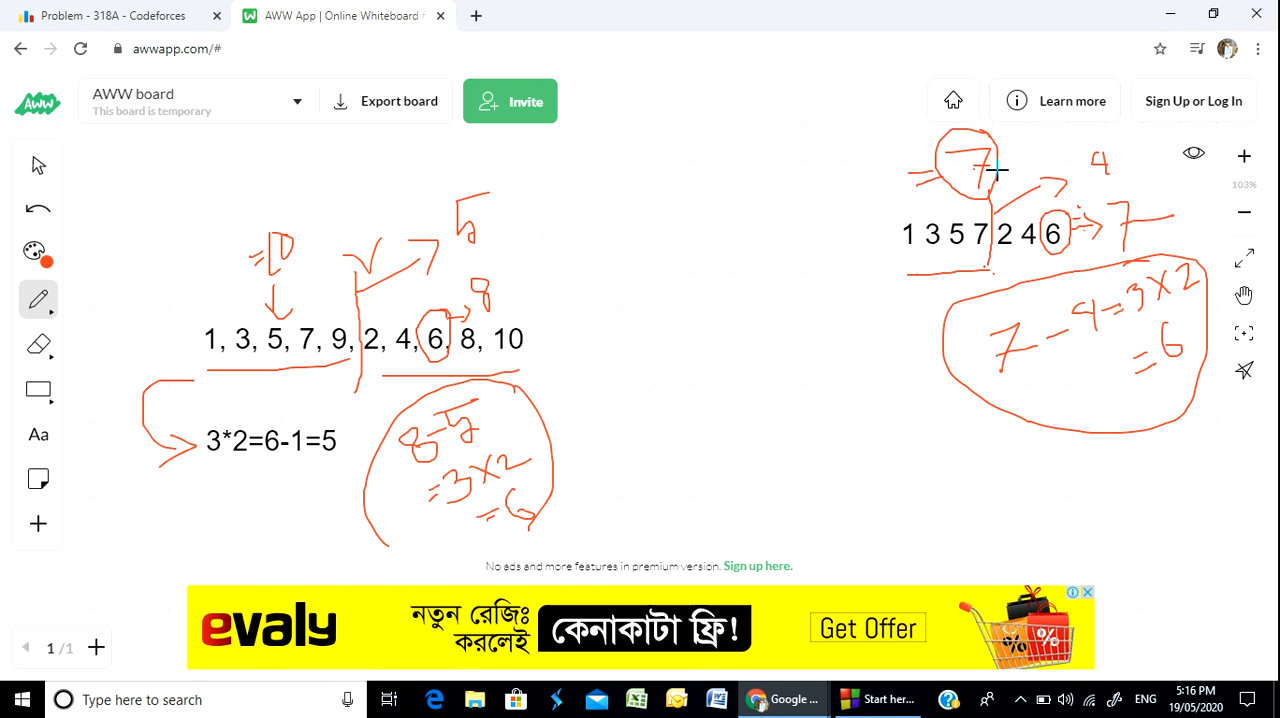 Problem - 318A - Codeforces
AWW App | Online Whiteboard f
awwapp.com/#
AWW
AWW board
This board is temporary
Export board
Invite
Learn more
Sign Up or Log In
103%
= 7
4
1 3 5 7 2 4 6 => 7
7 - 4 = 3 x 2
= 6
=10
5
8
1, 3, 5, 7, 9, 2, 4, 6, 8, 10
3*2=6-1=5
8-5
=3x2
=6
Aa
No ads and more features in premium version. Sign up here.
evaly
নতুন রেজিঃ
করলেই
কেনাকাটা ফ্রি!
Get Offer
%
%
1 /1
Type here to search
Google ...
Start her...
ENG
5:16 PM
19/05/2020